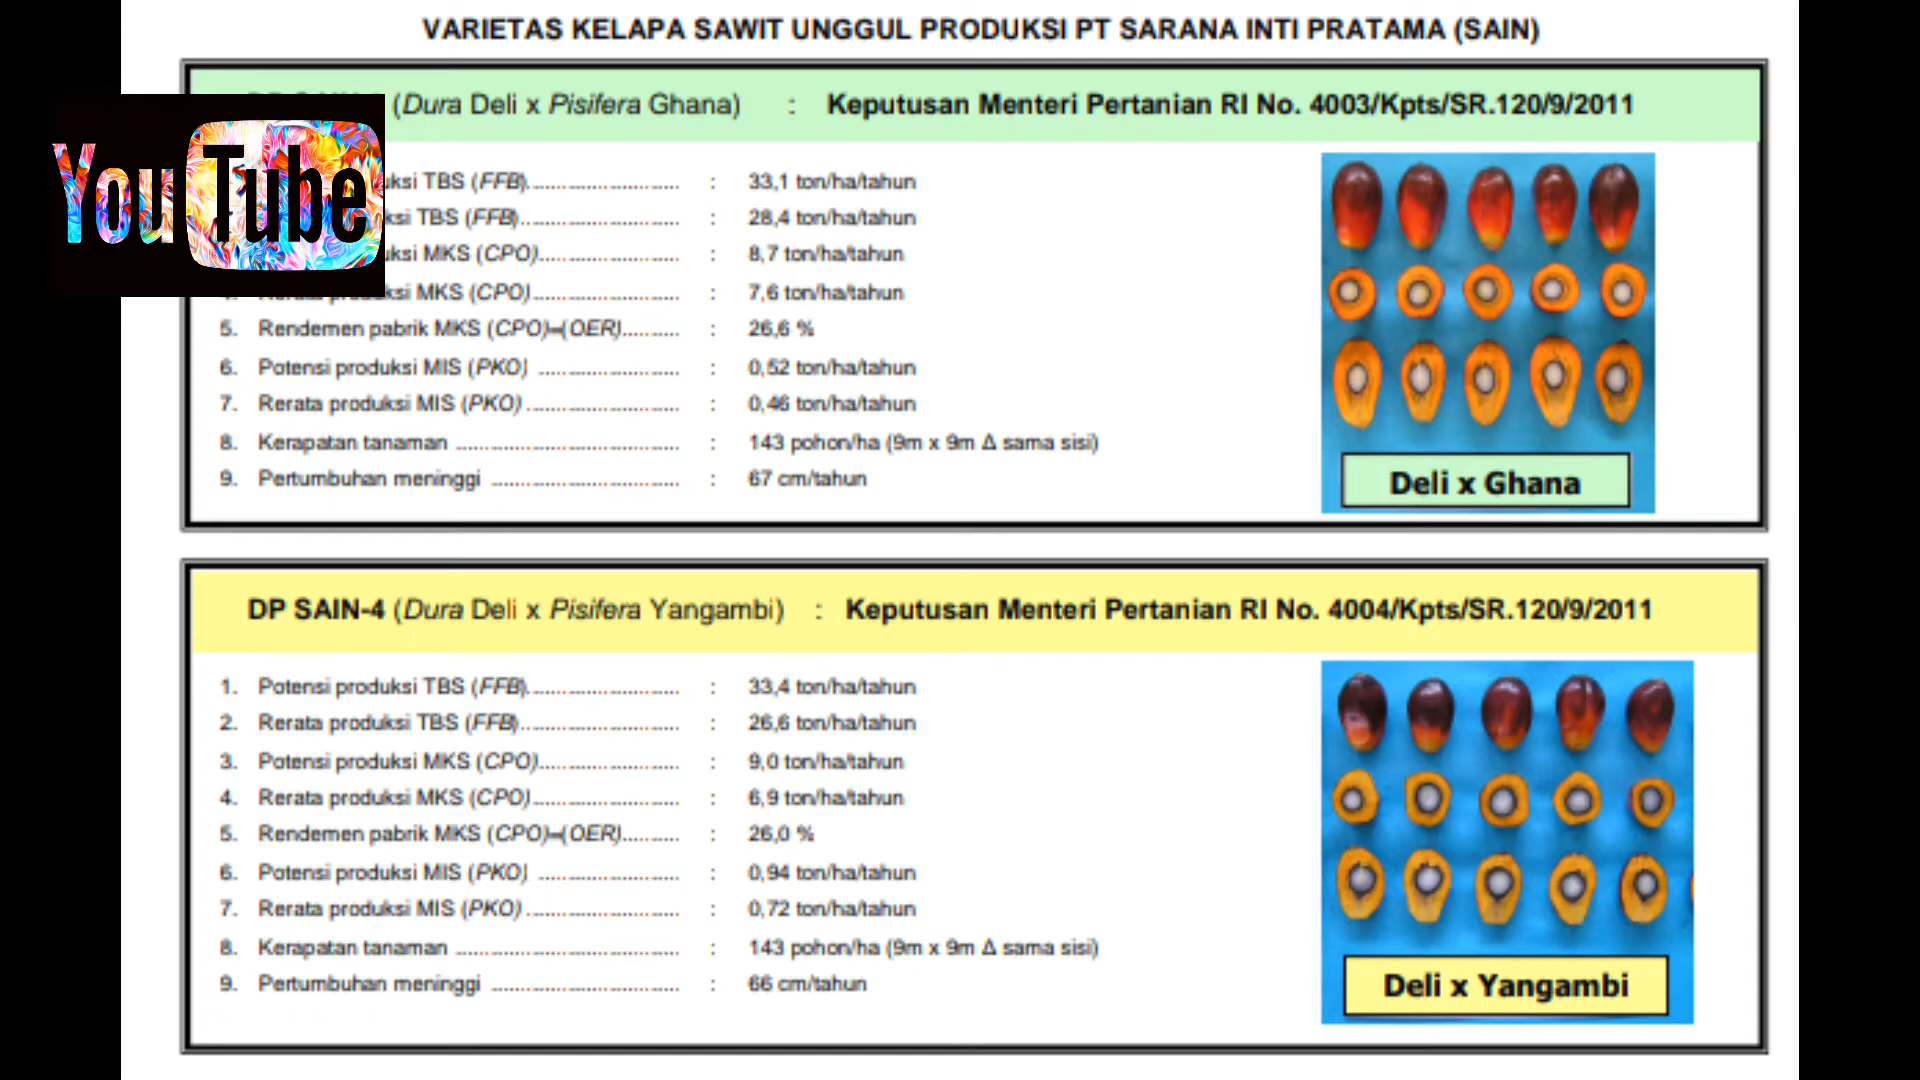 VARIETAS KELAPA SAWIT UNGGUL PRODUKSI PT SARANA INTI PRATAMA (SAIN)
(Dura Deli x Pisifera Ghana) : Keputusan Menteri Pertanian RI No. 4003/Kpts/SR.120/9/2011
YouTube
uksi TBS (FFB)........................ : 33,1 ton/ha/tahun
ksi TBS (FFB)........................ : 28,4 ton/ha/tahun
uksi MKS (CPO)........................ : 8,7 ton/ha/tahun
ksi MKS (CPO)........................ : 7,6 ton/ha/tahun
5. Rendemen pabrik MKS (CPO)–(OER).......... : 26,6 %
6. Potensi produksi MIS (PKO) ........................ : 0,52 ton/ha/tahun
7. Rerata produksi MIS (PKO) ........................ : 0,46 ton/ha/tahun
8. Kerapatan tanaman ........................ : 143 pohon/ha (9m x 9m Δ sama sisi)
9. Pertumbuhan meninggi ........................ : 67 cm/tahun
Deli x Ghana
DP SAIN-4 (Dura Deli x Pisifera Yangambi) : Keputusan Menteri Pertanian RI No. 4004/Kpts/SR.120/9/2011
1. Potensi produksi TBS (FFB)........................ : 33,4 ton/ha/tahun
2. Rerata produksi TBS (FFB)........................ : 26,6 ton/ha/tahun
3. Potensi produksi MKS (CPO)........................ : 9,0 ton/ha/tahun
4. Rerata produksi MKS (CPO)........................ : 6,9 ton/ha/tahun
5. Rendemen pabrik MKS (CPO)–(OER).......... : 26,0 %
6. Potensi produksi MIS (PKO) ........................ : 0,94 ton/ha/tahun
7. Rerata produksi MIS (PKO) ........................ : 0,72 ton/ha/tahun
8. Kerapatan tanaman ........................ : 143 pohon/ha (9m x 9m Δ sama sisi)
9. Pertumbuhan meninggi ........................ : 66 cm/tahun
Deli x Yangambi